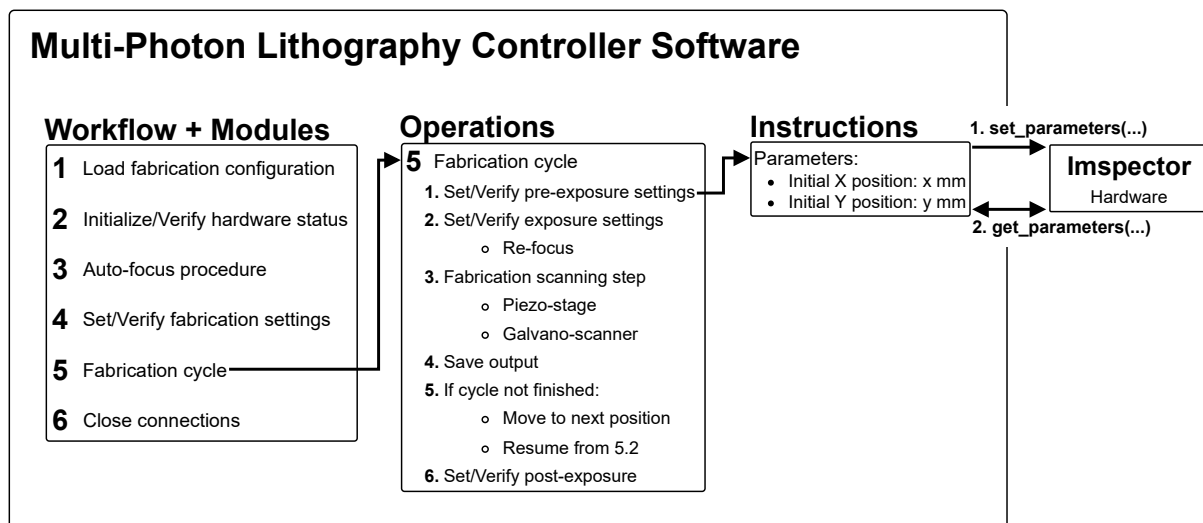 Multi-Photon Lithography Controller Software
Workflow + Modules
1 Load fabrication configuration
2 Initialize/Verify hardware status
3 Auto-focus procedure
4 Set/Verify fabrication settings
5 Fabrication cycle
6 Close connections
Operations
5 Fabrication cycle
1. Set/Verify pre-exposure settings
2. Set/Verify exposure settings
Re-focus
3. Fabrication scanning step
Piezo-stage
Galvano-scanner
4. Save output
5. If cycle not finished:
Move to next position
Resume from 5.2
6. Set/Verify post-exposure
Instructions
Parameters:
• Initial X position: x mm
• Initial Y position: y mm
1. set_parameters(...)
Imspector
Hardware
2. get_parameters(...)